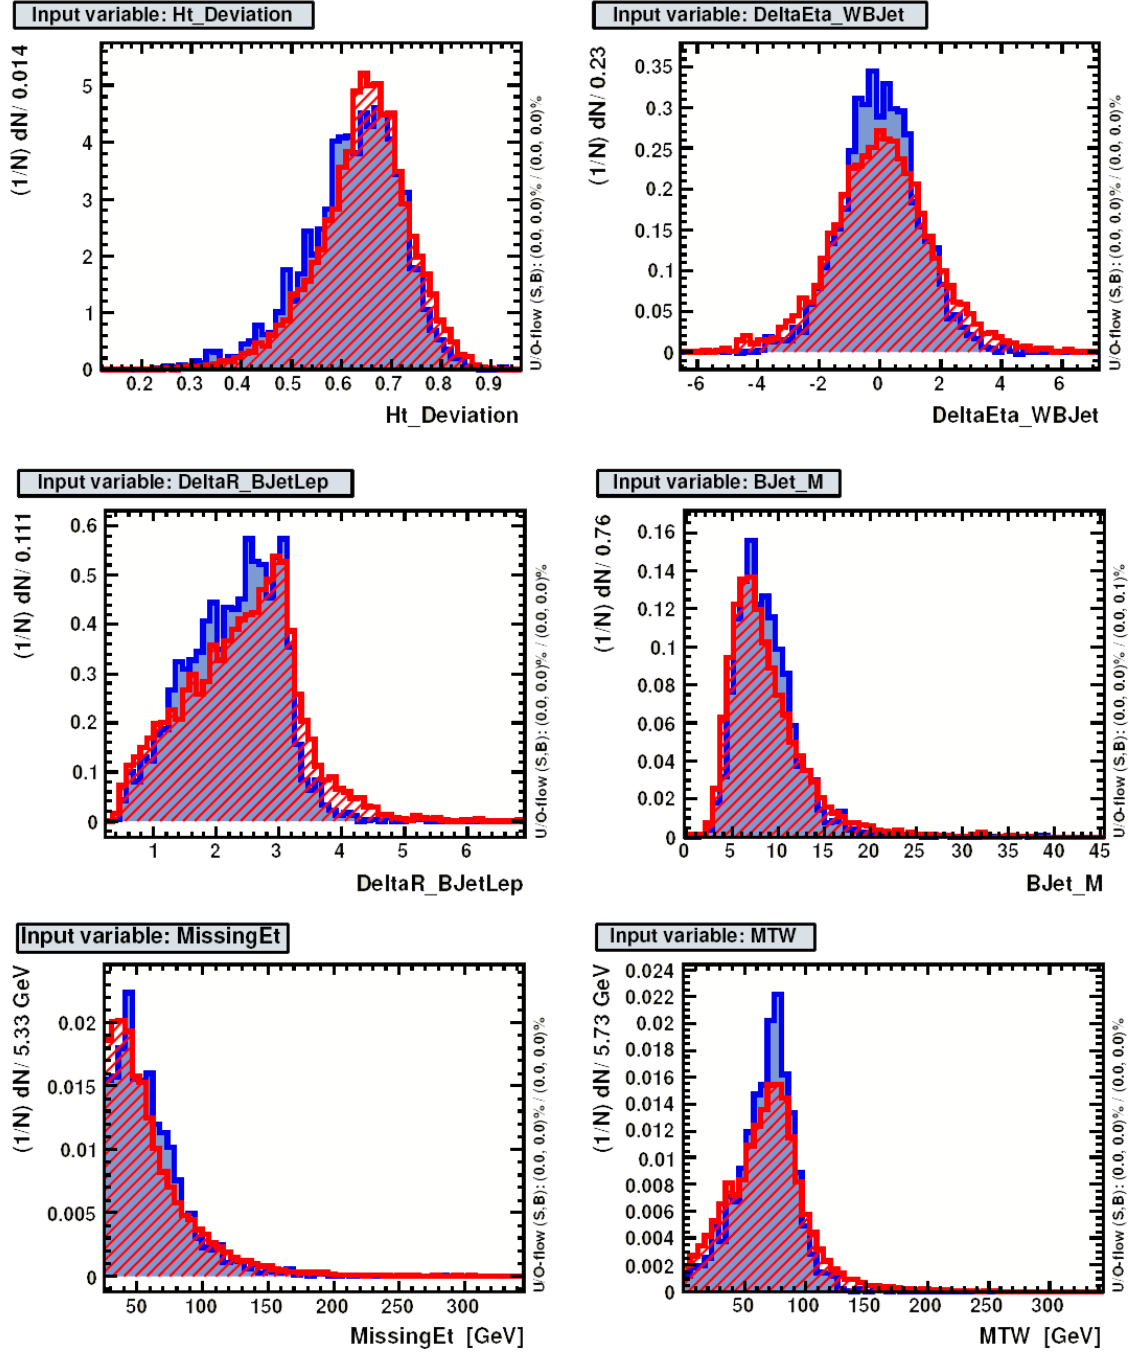 Input variable: Ht_Deviation
(1/N) dN/ 0.014
5
4
3
2
1
0
0.2 0.3 0.4 0.5 0.6 0.7 0.8 0.9
Ht_Deviation
U/O-flow (S,B): (0.0, 0.0)% / (0.0, 0.0)%
Input variable: DeltaEta_WBJet
(1/N) dN/ 0.23
0.35
0.3
0.25
0.2
0.15
0.1
0.05
0
-6 -4 -2 0 2 4 6
DeltaEta_WBJet
U/O-flow (S,B): (0.0, 0.0)% / (0.0, 0.0)%
Input variable: DeltaR_BJetLep
(1/N) dN/ 0.111
0.6
0.5
0.4
0.3
0.2
0.1
0
1 2 3 4 5 6
DeltaR_BJetLep
U/O-flow (S,B): (0.0, 0.0)% / (0.0, 0.0)%
Input variable: BJet_M
(1/N) dN/ 0.76
0.16
0.14
0.12
0.1
0.08
0.06
0.04
0.02
0
0 5 10 15 20 25 30 35 40 45
BJet_M
U/O-flow (S,B): (0.0, 0.0)% / (0.0, 0.1)%
Input variable: MissingEt
(1/N) dN/ 5.33 GeV
0.02
0.015
0.01
0.005
0
50 100 150 200 250 300
MissingEt [GeV]
U/O-flow (S,B): (0.0, 0.0)% / (0.0, 0.0)%
Input variable: MTW
(1/N) dN/ 5.73 GeV
0.024
0.022
0.02
0.018
0.016
0.014
0.012
0.01
0.008
0.006
0.004
0.002
0
50 100 150 200 250 300
MTW [GeV]
U/O-flow (S,B): (0.0, 0.0)% / (0.0, 0.0)%